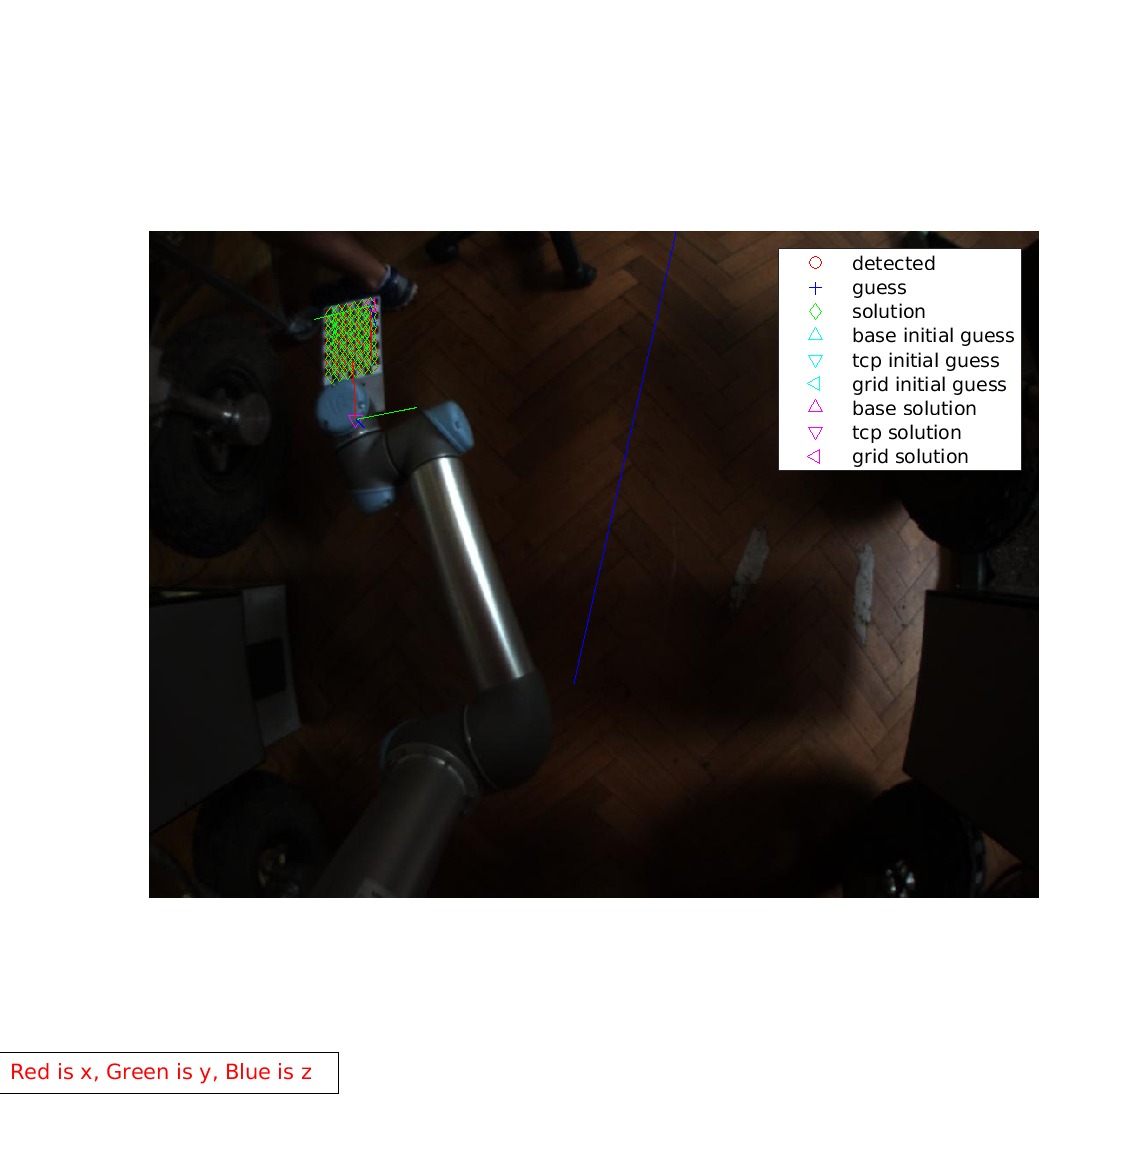 detected
guess
solution
base initial guess
tcp initial guess
grid initial guess
base solution
tcp solution
grid solution
Red is x, Green is y, Blue is z